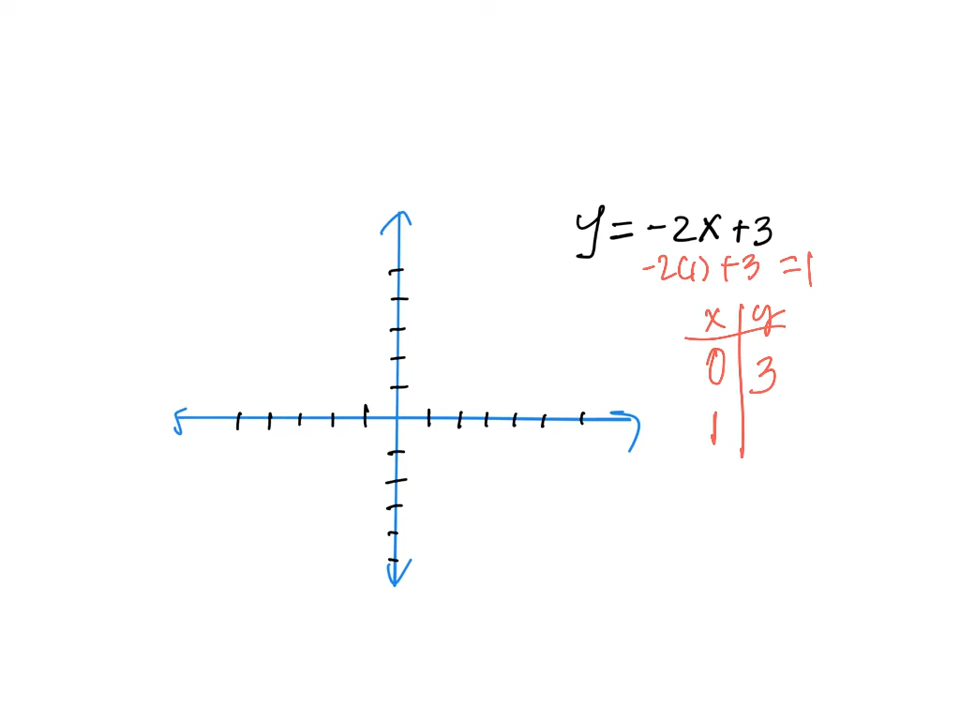 y = -2x + 3
-2(1) + 3 = 1
x y
0 3
1